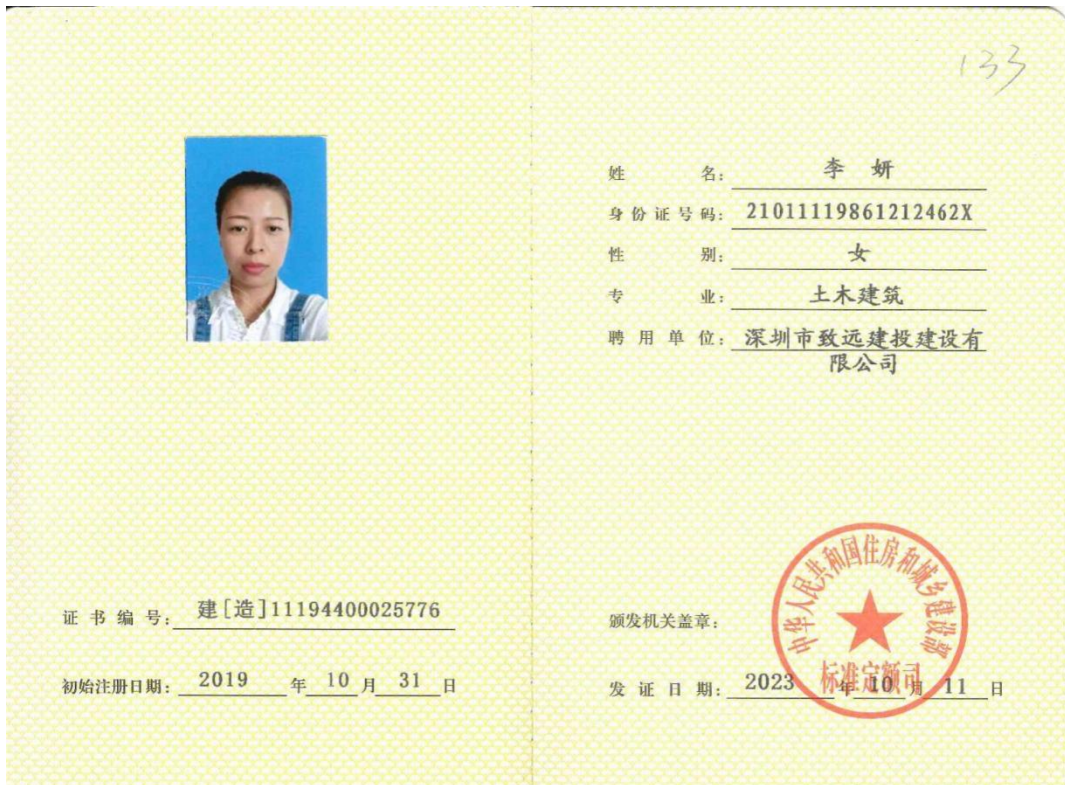 133
姓 名： 李 妍
身份证号码： 21011119861212462X
性 别： 女
专 业： 土木建筑
聘用单位： 深圳市致远建投建设有
限公司
证书编号： 建[造]11194400025776
初始注册日期： 2019 年 10 月 31 日
颁发机关盖章：
中华人民共和国住房和城乡建设部
标准定额司
发证日期： 2023 年 10 月 11 日